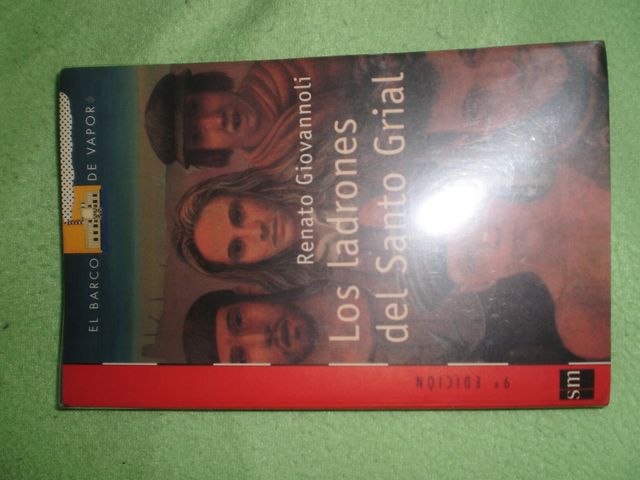 EL BARCO DE VAPOR
Renato Giovannoli
Los ladrones
del Santo Grial
9ª EDICIÓN
sm